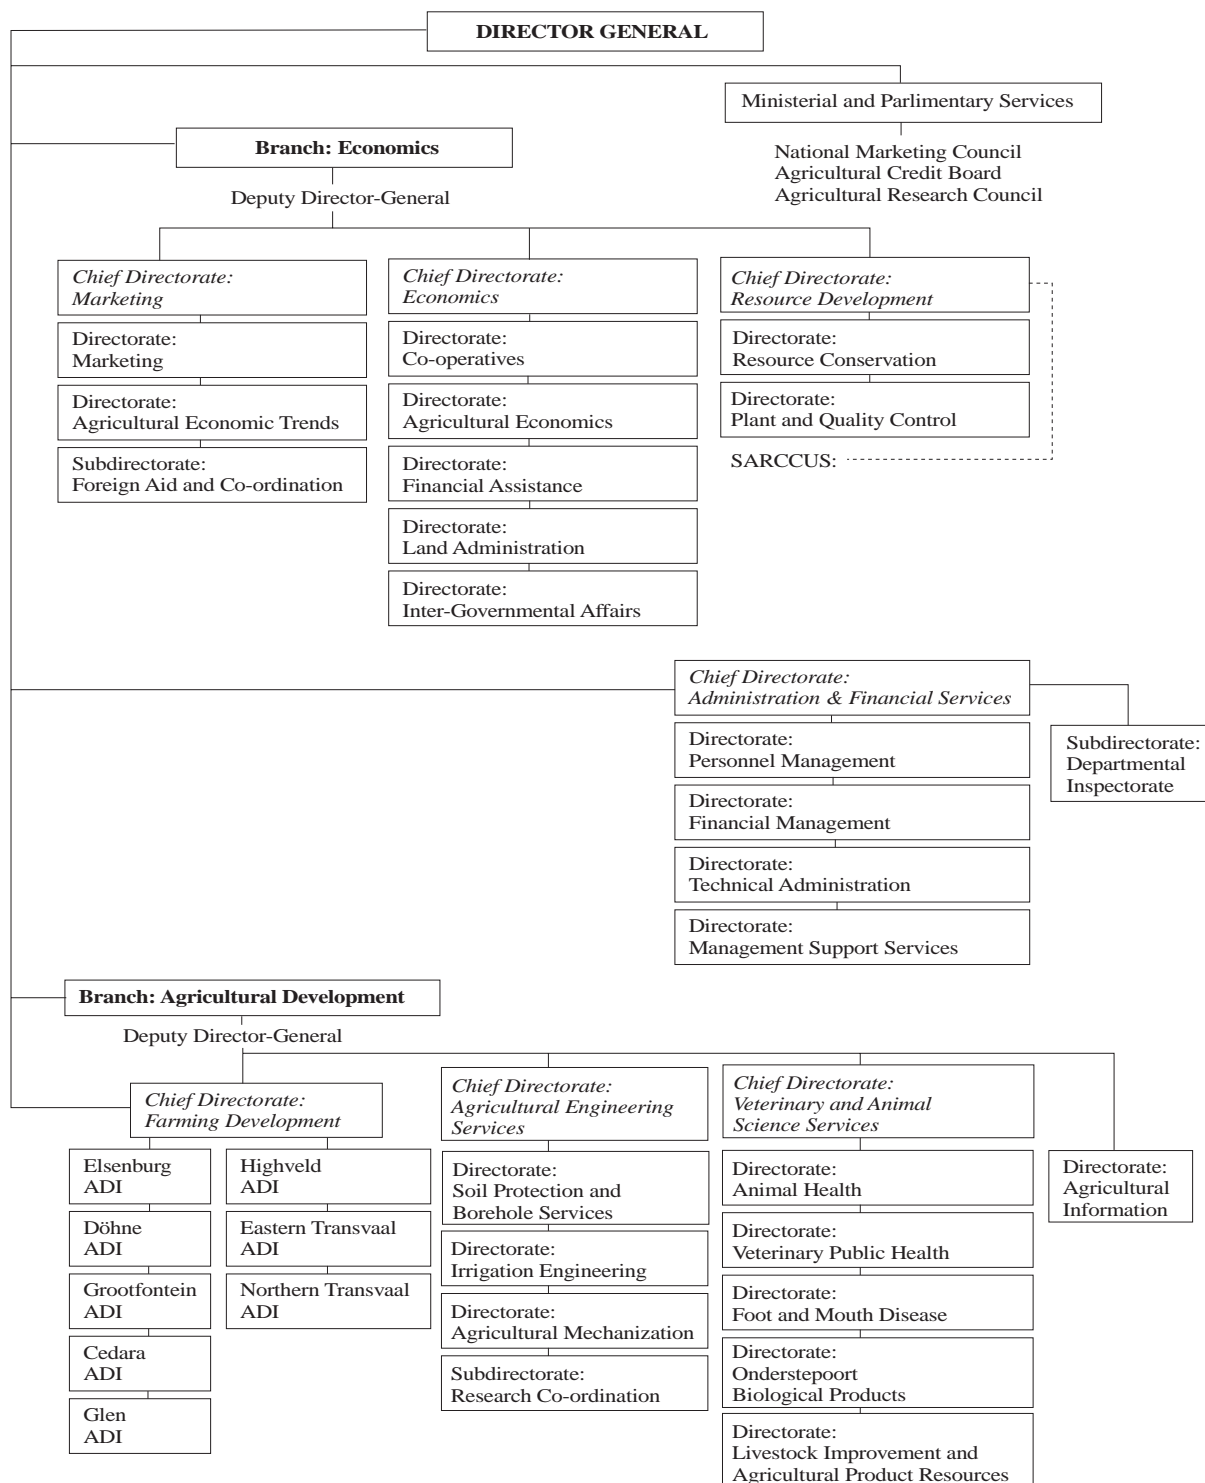 DIRECTOR GENERAL
Ministerial and Parlimentary Services
National Marketing Council
Agricultural Credit Board
Agricultural Research Council
Branch: Economics
Deputy Director-General
Chief Directorate:
Marketing
Directorate:
Marketing
Directorate:
Agricultural Economic Trends
Subdirectorate:
Foreign Aid and Co-ordination
Chief Directorate:
Economics
Directorate:
Co-operatives
Directorate:
Agricultural Economics
Directorate:
Financial Assistance
Directorate:
Land Administration
Directorate:
Inter-Governmental Affairs
Chief Directorate:
Resource Development
Directorate:
Resource Conservation
Directorate:
Plant and Quality Control
SARCCUS:
Chief Directorate:
Administration & Financial Services
Directorate:
Personnel Management
Directorate:
Financial Management
Directorate:
Technical Administration
Directorate:
Management Support Services
Subdirectorate:
Departmental
Inspectorate
Branch: Agricultural Development
Deputy Director-General
Chief Directorate:
Farming Development
Elsenburg
ADI
Döhne
ADI
Grootfontein
ADI
Cedara
ADI
Glen
ADI
Highveld
ADI
Eastern Transvaal
ADI
Northern Transvaal
ADI
Chief Directorate:
Agricultural Engineering
Services
Directorate:
Soil Protection and
Borehole Services
Directorate:
Irrigation Engineering
Directorate:
Agricultural Mechanization
Subdirectorate:
Research Co-ordination
Chief Directorate:
Veterinary and Animal
Science Services
Directorate:
Animal Health
Directorate:
Veterinary Public Health
Directorate:
Foot and Mouth Disease
Directorate:
Onderstepoort
Biological Products
Directorate:
Livestock Improvement and
Agricultural Product Resources
Directorate:
Agricultural
Information